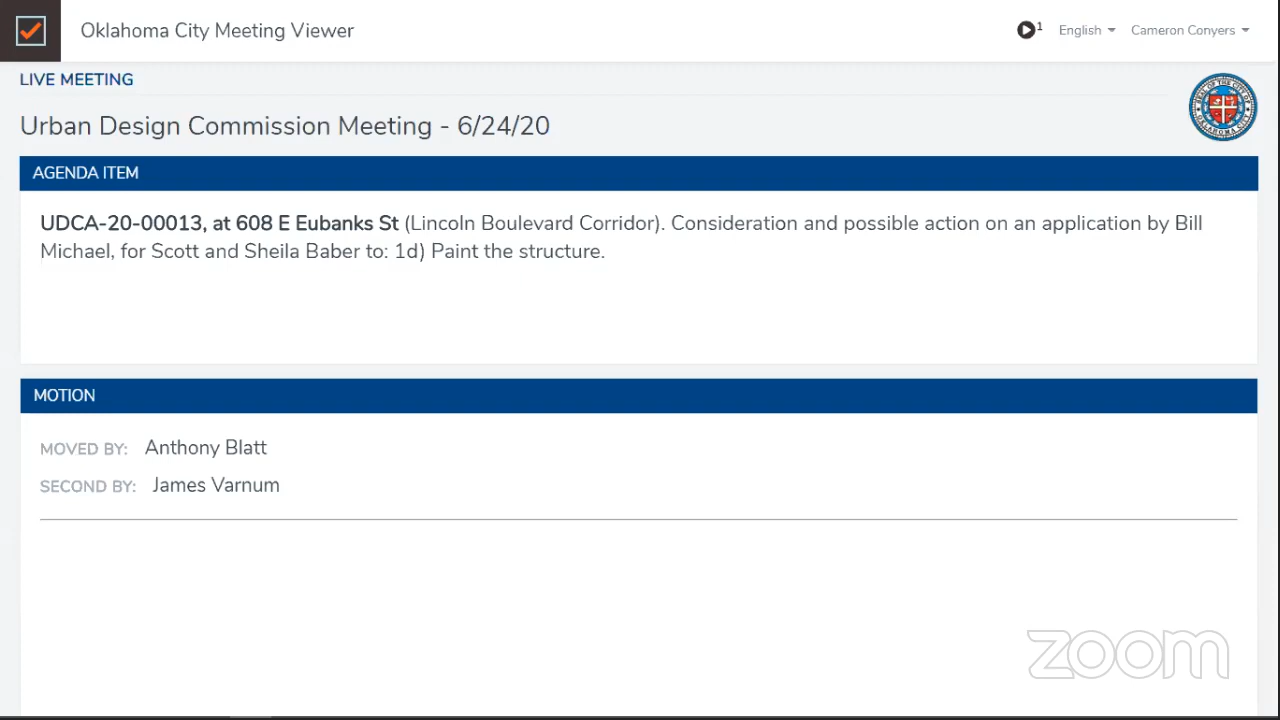 Oklahoma City Meeting Viewer
1
English
Cameron Conyers
LIVE MEETING
Urban Design Commission Meeting - 6/24/20
AGENDA ITEM
UDCA-20-00013, at 608 E Eubanks St (Lincoln Boulevard Corridor). Consideration and possible action on an application by Bill
Michael, for Scott and Sheila Baber to: 1d) Paint the structure.
MOTION
MOVED BY: Anthony Blatt
SECOND BY: James Varnum
zoom